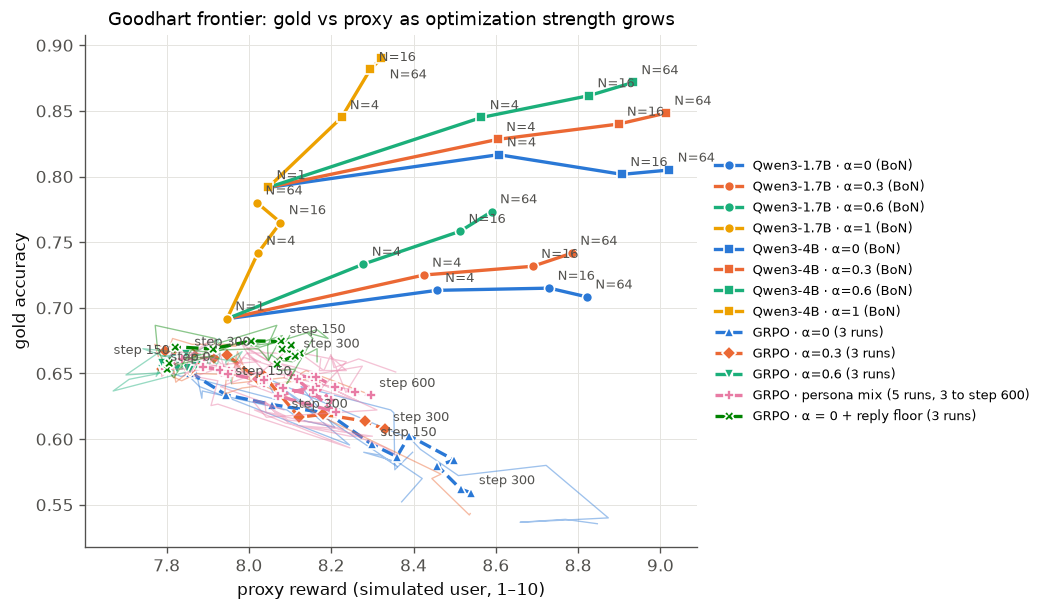 Goodhart frontier: gold vs proxy as optimization strength grows
gold accuracy
0.90
0.85
0.80
0.75
0.70
0.65
0.60
0.55
7.8
8.0
8.2
8.4
8.6
8.8
9.0
proxy reward (simulated user, 1–10)
N=16
N=64
N=4
N=1
N=64
N=16
N=4
N=64
N=16
N=4
N=64
N=16
N=4
N=64
N=16
N=4
N=1
N=64
N=16
N=4
N=64
N=16
N=4
N=64
N=16
N=4
step 150
step 300
step 300
step 150
step 0
step 150
step 600
step 300
step 300
step 150
step 300
Qwen3-1.7B · α=0 (BoN)
Qwen3-1.7B · α=0.3 (BoN)
Qwen3-1.7B · α=0.6 (BoN)
Qwen3-1.7B · α=1 (BoN)
Qwen3-4B · α=0 (BoN)
Qwen3-4B · α=0.3 (BoN)
Qwen3-4B · α=0.6 (BoN)
Qwen3-4B · α=1 (BoN)
GRPO · α=0 (3 runs)
GRPO · α=0.3 (3 runs)
GRPO · α=0.6 (3 runs)
GRPO · persona mix (5 runs, 3 to step 600)
GRPO · α = 0 + reply floor (3 runs)